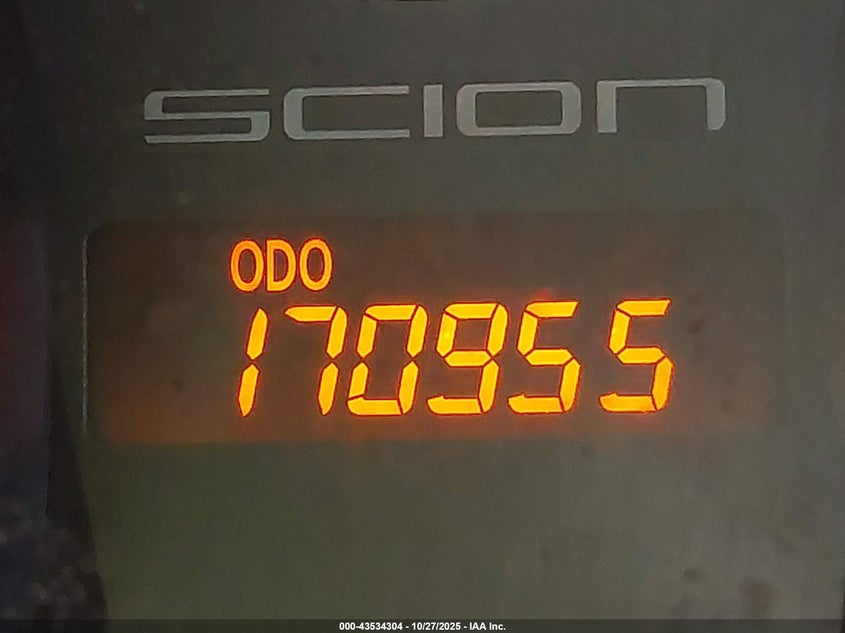 SCION
ODO
170955
000-43534304 - 10/27/2025 - IAA Inc.